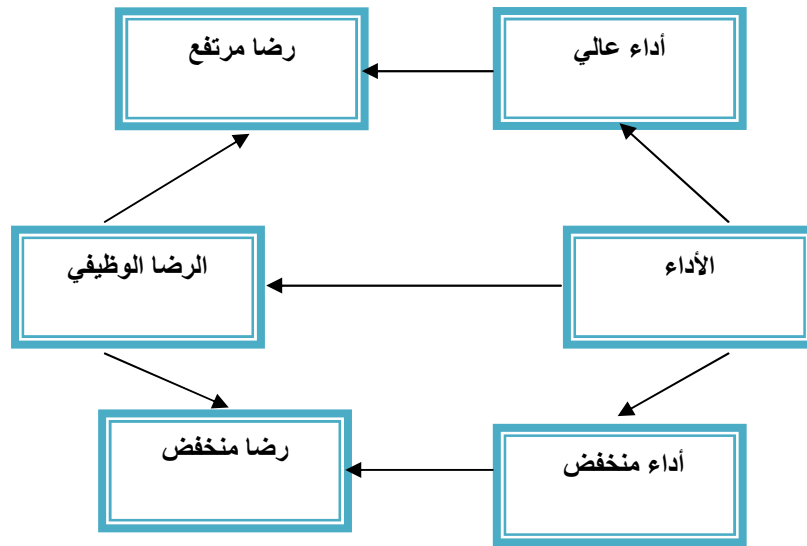 أداء عالي
رضا مرتفع
الأداء
الرضا الوظيفي
أداء منخفض
رضا منخفض